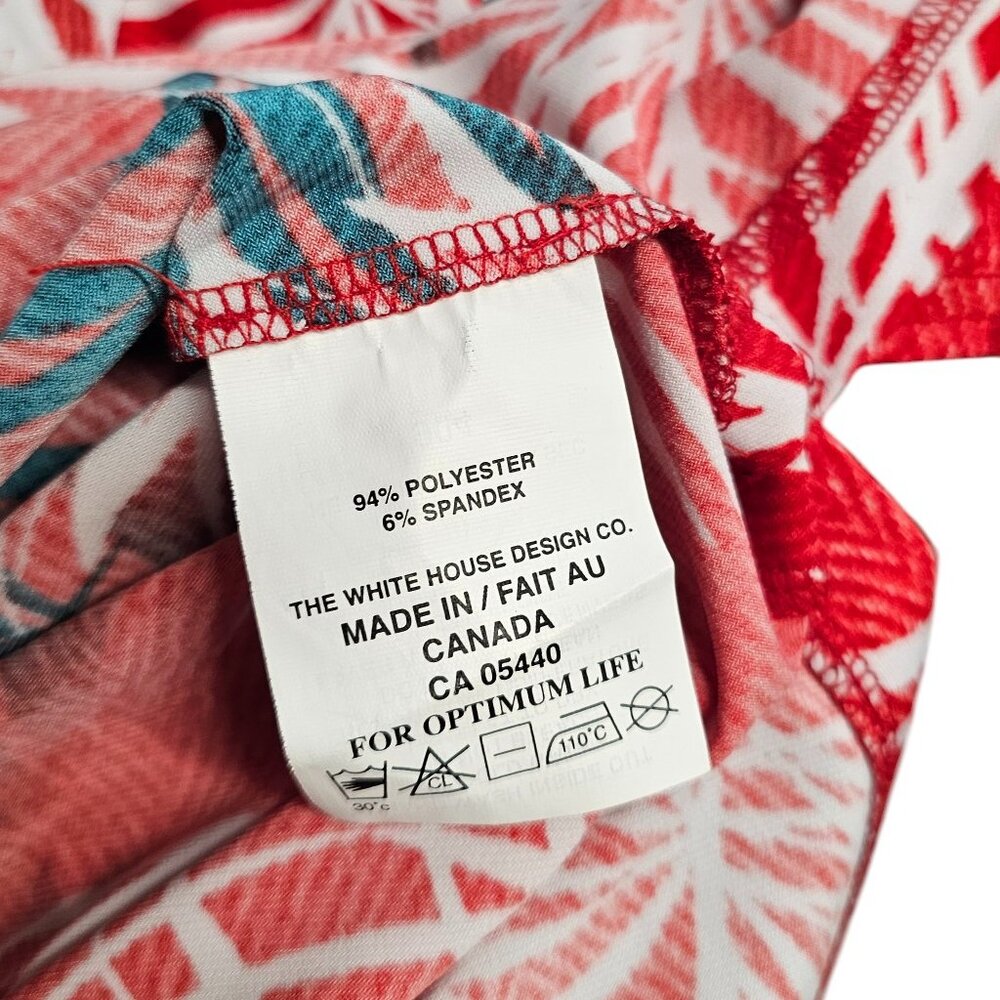 94% POLYESTER
6% SPANDEX
THE WHITE HOUSE DESIGN CO.
MADE IN / FAIT AU
CANADA
CA 05440
FOR OPTIMUM LIFE
CL
110°C
30°c